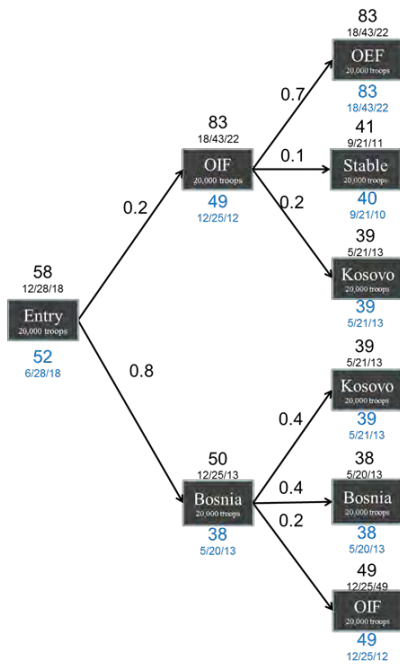 83
18/43/22
OEF
20,000 troops
83
18/43/22
0.7
83
18/43/22
OIF
20,000 troops
49
12/25/12
0.1
41
9/21/11
Stable
20,000 troops
40
9/21/10
0.2
0.2
39
5/21/13
Kosovo
20,000 troops
39
5/21/13
58
12/28/18
Entry
20,000 troops
52
6/28/18
0.8
39
5/21/13
Kosovo
20,000 troops
39
5/21/13
0.4
50
12/25/13
Bosnia
20,000 troops
38
5/20/13
0.4
38
5/20/13
Bosnia
20,000 troops
38
5/20/13
0.2
49
12/25/49
OIF
20,000 troops
49
12/25/12